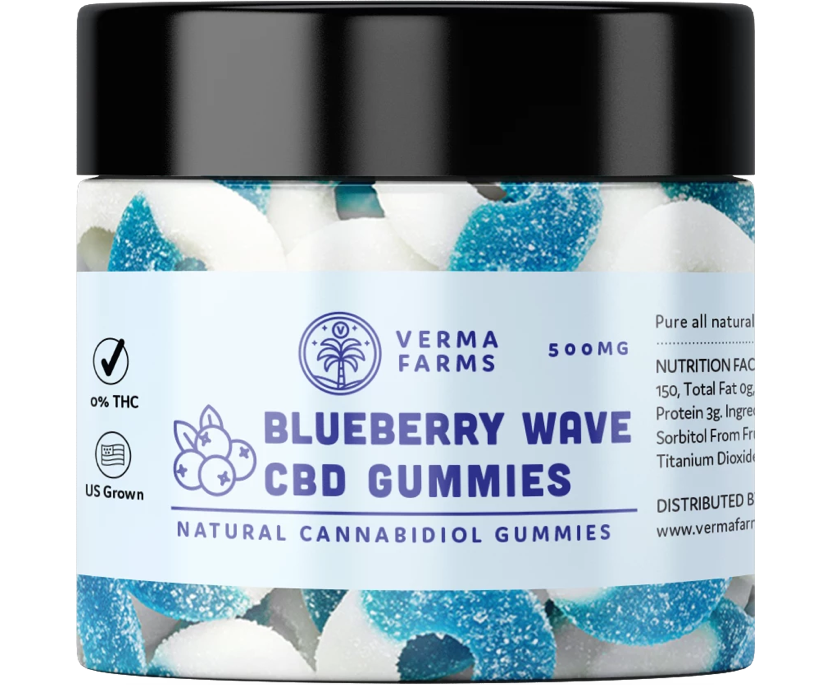 0% THC
US Grown
V
VERMA
FARMS
500MG
BLUEBERRY WAVE
CBD GUMMIES
NATURAL CANNABIDIOL GUMMIES
Pure all natural
NUTRITION FAC
150, Total Fat 0g,
Protein 3g. Ingre
Sorbitol From Fr
Titanium Dioxide
DISTRIBUTED B
www.vermafarm